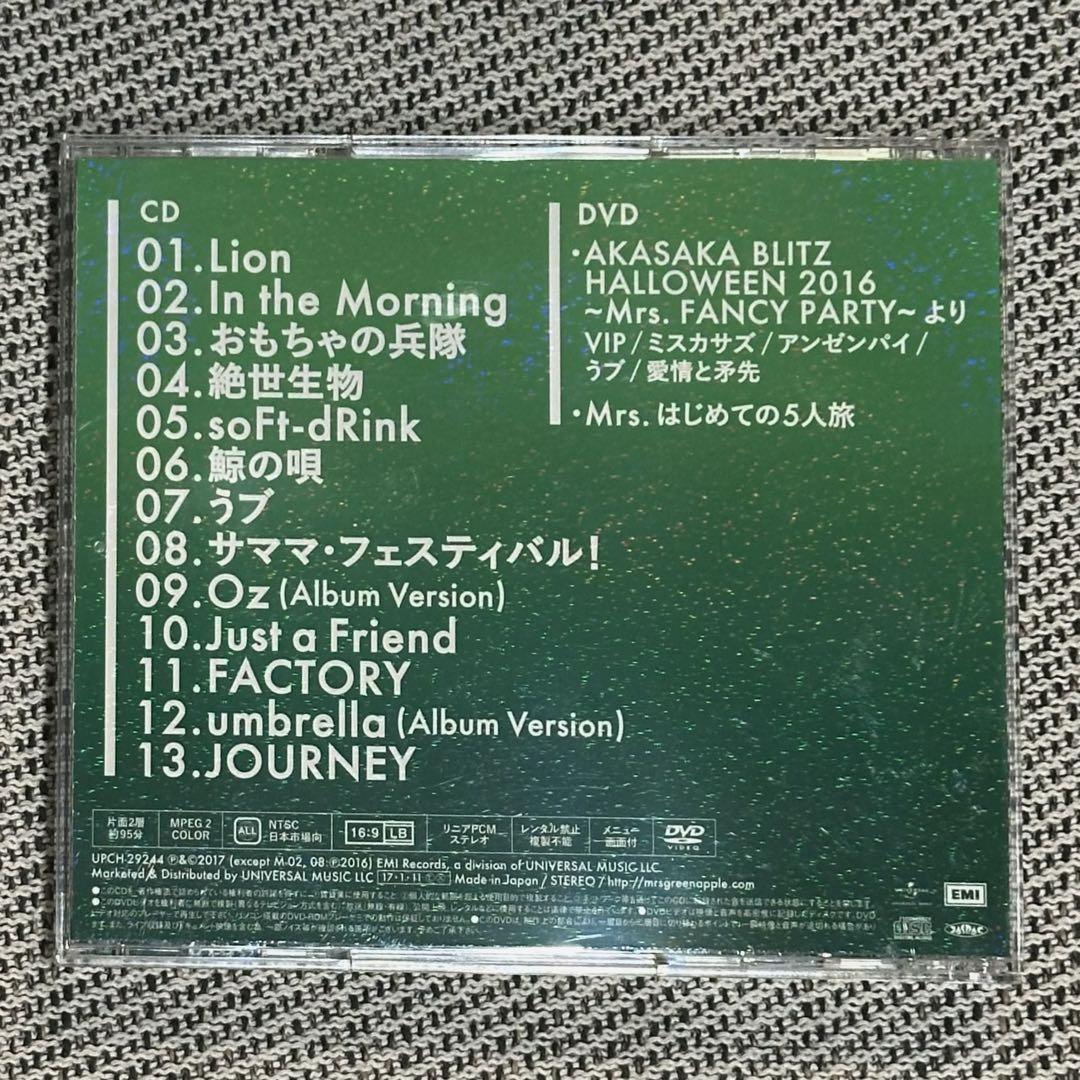 CD
01.Lion
02.In the Morning
03.おもちゃの兵隊
04.絶世生物
05.soFt-dRink
06.鯨の唄
07.うブ
08.サママ・フェスティバル!
09.Oz (Album Version)
10.Just a Friend
11.FACTORY
12.umbrella (Album Version)
13.JOURNEY
DVD
・AKASAKA BLITZ
HALLOWEEN 2016
~Mrs. FANCY PARTY~ より
VIP / ミスカサズ / アンゼンパイ /
うブ / 愛情と矛先
・Mrs. はじめての5人旅
片面2層
約95分
MPEG 2
COLOR
ALL
NTSC
日本市場向
16:9 LB
リニアPCM
ステレオ
レンタル禁止
複製不能
メニュー
画面付
DVD
VIDEO
UPCH-29244 ℗&©2017 (except M-02, 08:℗2016) EMI Records, a division of UNIVERSAL MUSIC LLC.
Marketed & Distributed by UNIVERSAL MUSIC LLC 17・1・11 Made in Japan / STEREO / http://mrsgreenapple.com
EMI
JASRAC